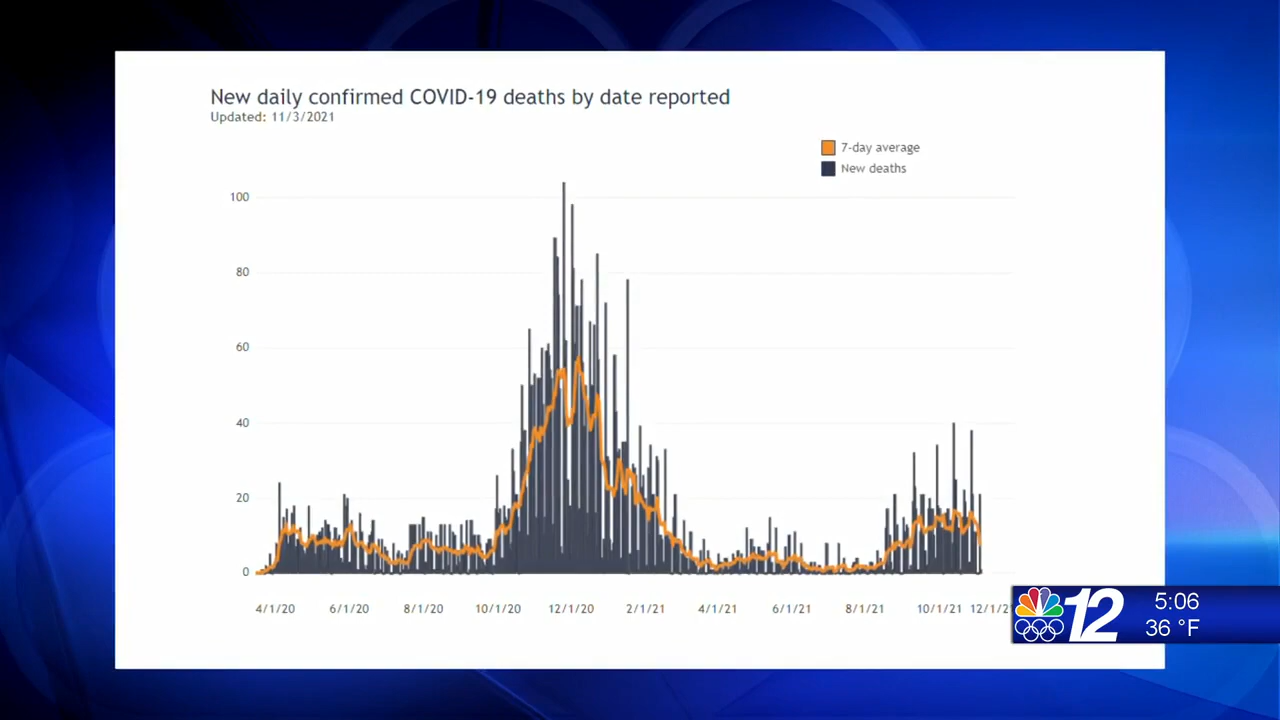 New daily confirmed COVID-19 deaths by date reported
Updated: 11/3/2021
7-day average
New deaths
100
80
60
40
20
0
4/1/20 6/1/20 8/1/20 10/1/20 12/1/20 2/1/21 4/1/21 6/1/21 8/1/21 10/1/21
12 5:06
36 °F